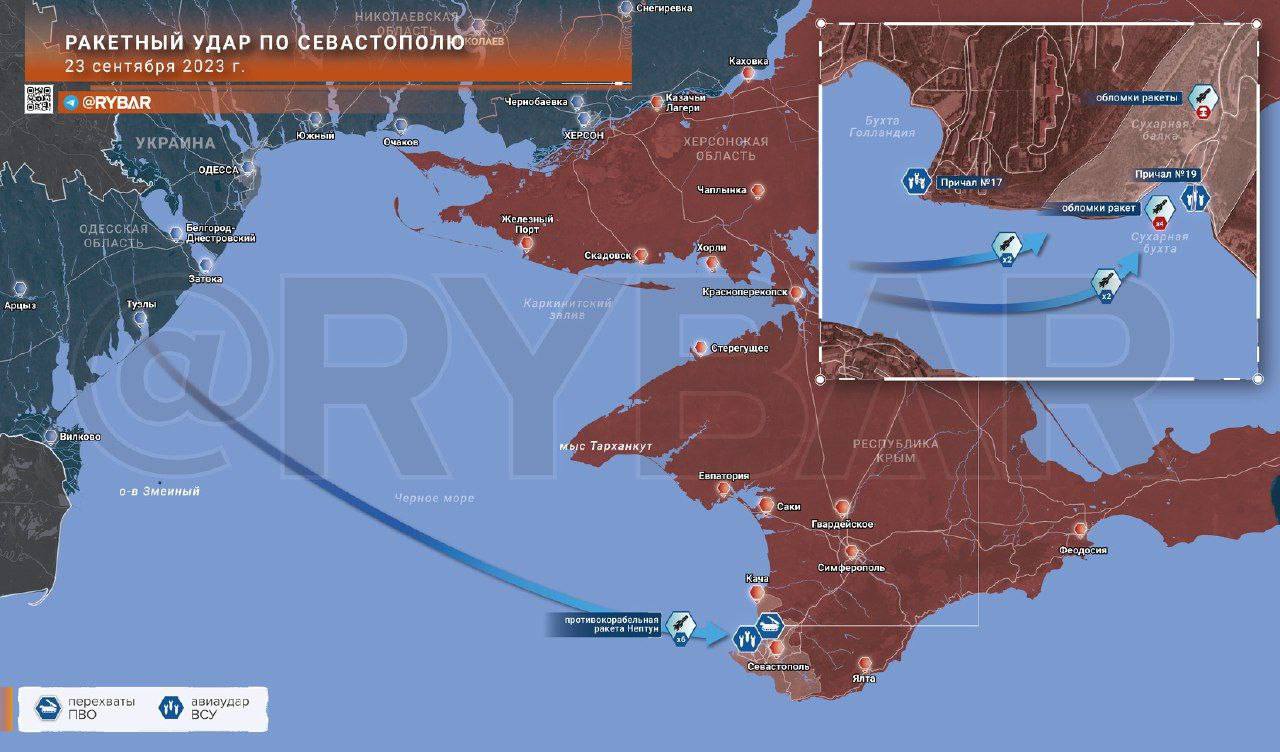 РАКЕТНЫЙ УДАР ПО СЕВАСТОПОЛЮ
23 сентября 2023 г.
@RYBAR
НИКОЛАЕВСКАЯ
ОБЛАСТЬ
Снегиревка
Каховка
Чернобаевка
Казачьи
Лагери
ХЕРСОН
Южный
Очаков
УКРАИНА
ОДЕССА
ХЕРСОНСКАЯ
ОБЛАСТЬ
Чаплынка
ОДЕССКАЯ
ОБЛАСТЬ
Белгород-
Днестровский
Железный
Порт
Скадовск
Хорли
Затока
Красноперекопск
Арцыз
Тузлы
Каркинитский
залив
Стерегущее
@RYBAR
Вилково
мыс Тарханкут
РЕСПУБЛИКА
КРЫМ
о-в Змеиный
Черное море
Евпатория
Саки
Гвардейское
Феодосия
Симферополь
Кача
противокорабельная
ракета Нептун
x6
Севастополь
Ялта
перехваты
ПВО
авиаудар
ВСУ
обломки ракеты
Бухта
Голландия
Сухарная
балка
Причал №17
Причал №19
обломки ракет
x4
Сухарная
бухта
x2
x2